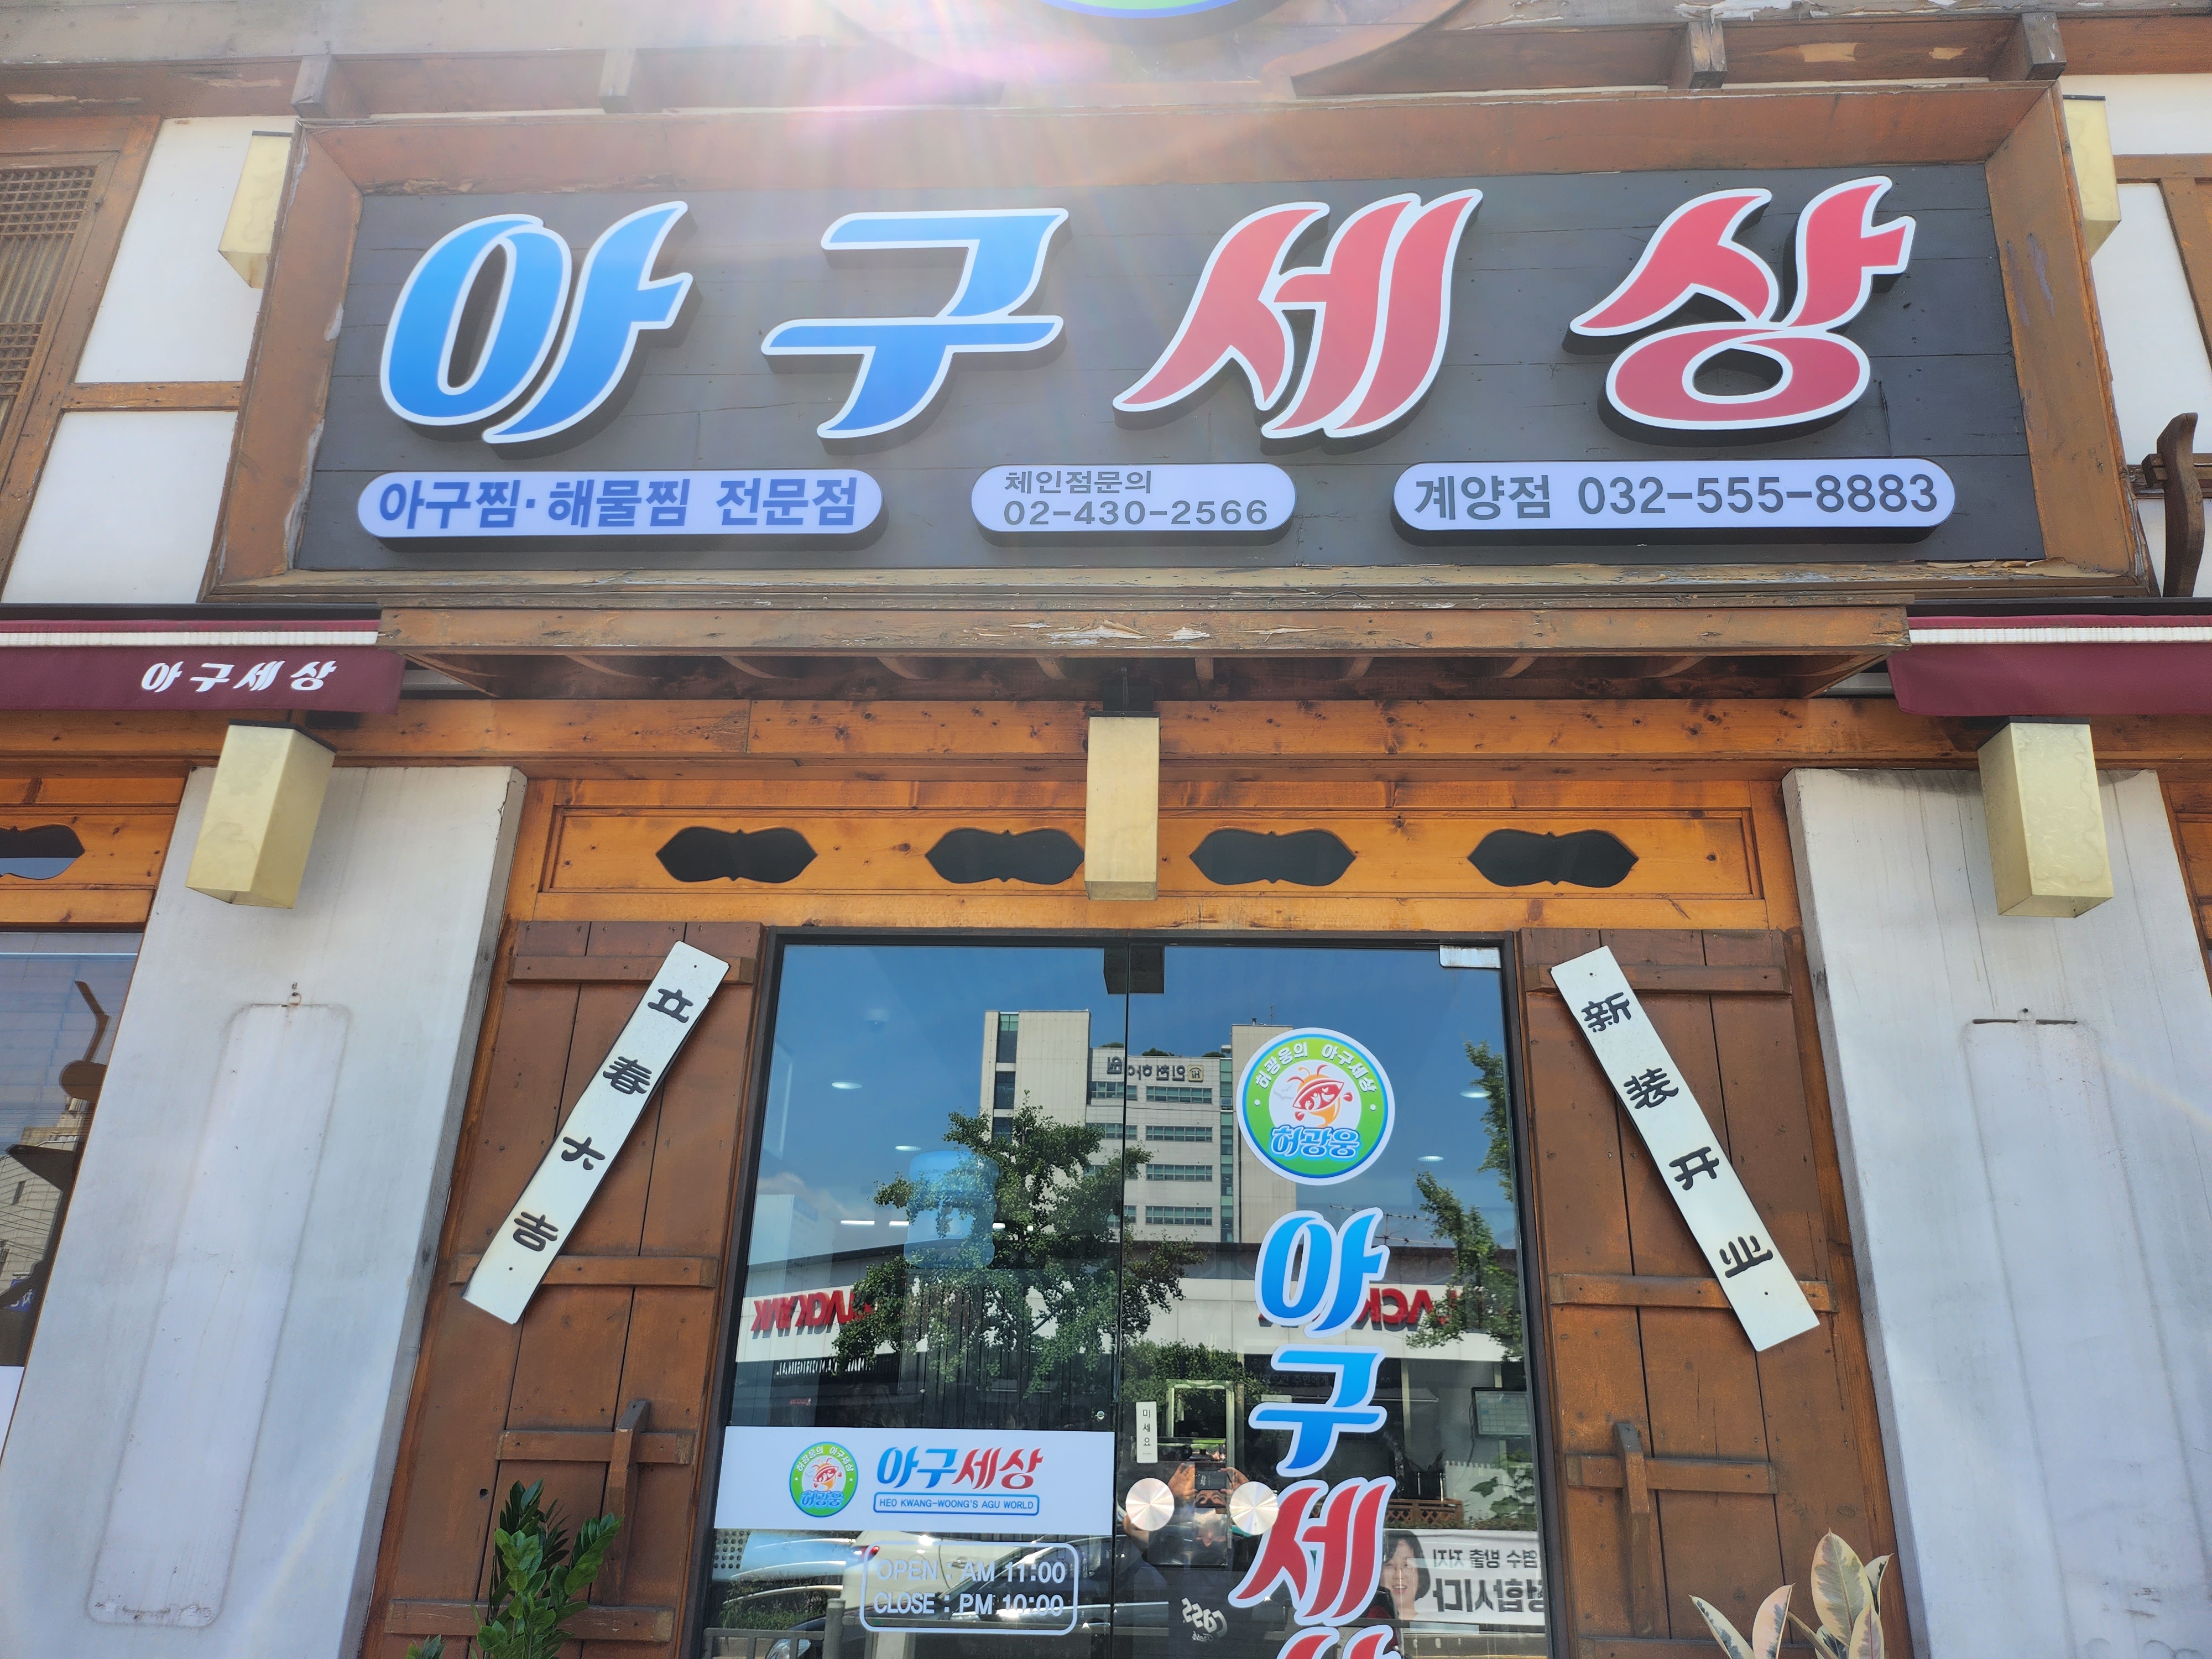 아구세상
아구찜·해물찜 전문점
체인점문의
02-430-2566
계양점 032-555-8883
아구세상
立春大吉
新装开业
허광웅의 아구세상
허광웅
아구세
허광웅의 아구세상
허광웅
아구세상
HEO KWANG-WOONG'S AGU WORLD
미세요
OPEN : AM 11:00
CLOSE : PM 10:00